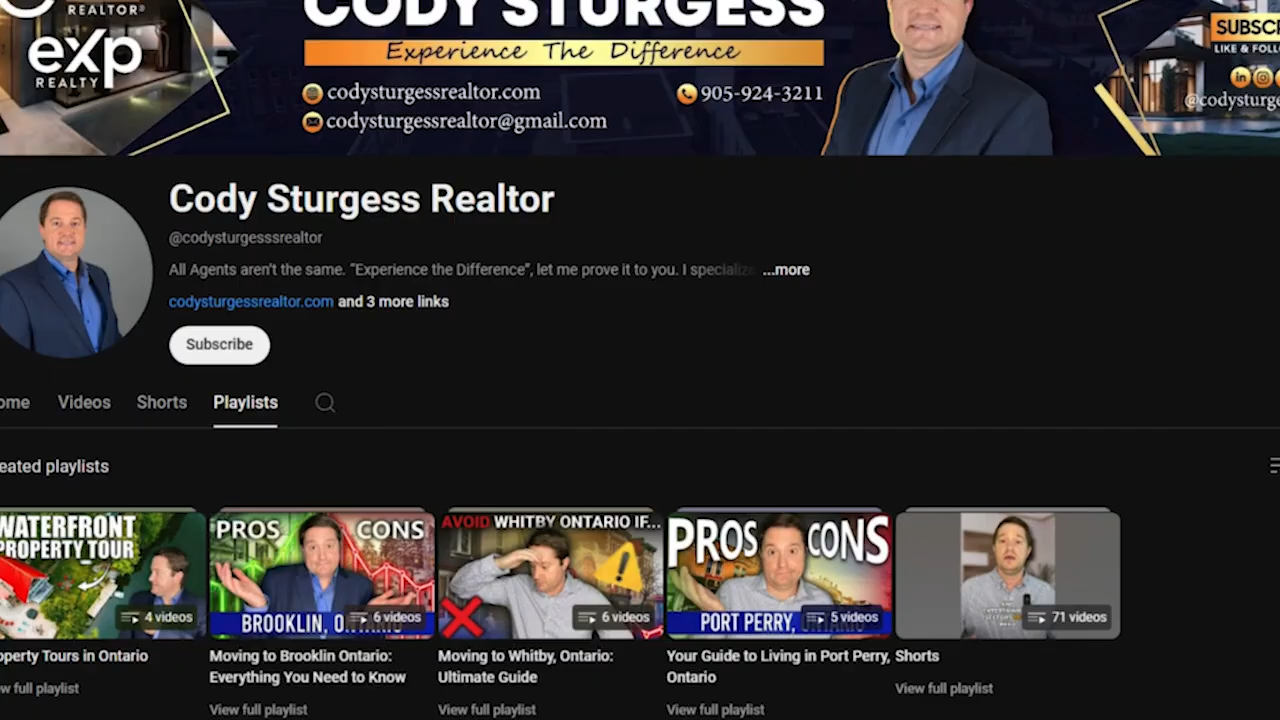 REALTOR®
eXp
REALTY
CODY STURGESS
Experience The Difference
codysturgessrealtor.com
905-924-3211
codysturgessrealtor@gmail.com
SUBSC
LIKE & FOLL
@codysturge
Cody Sturgess Realtor
@codysturgesssrealtor
All Agents aren't the same. “Experience the Difference”, let me prove it to you. I specialize ...more
codysturgessrealtor.com and 3 more links
Subscribe
ome Videos Shorts Playlists
eated playlists
WATERFRONT
PROPERTY TOUR
4 videos
PROS CONS
BROOKLIN, O
6 videos
AVOID WHITBY ONTARIO IF...
6 videos
PROS CONS
PORT PERRY, ONTARIO
5 videos
71 videos
operty Tours in Ontario
ew full playlist
Moving to Brooklin Ontario:
Everything You Need to Know
View full playlist
Moving to Whitby, Ontario:
Ultimate Guide
View full playlist
Your Guide to Living in Port Perry,
Ontario
View full playlist
Shorts
View full playlist